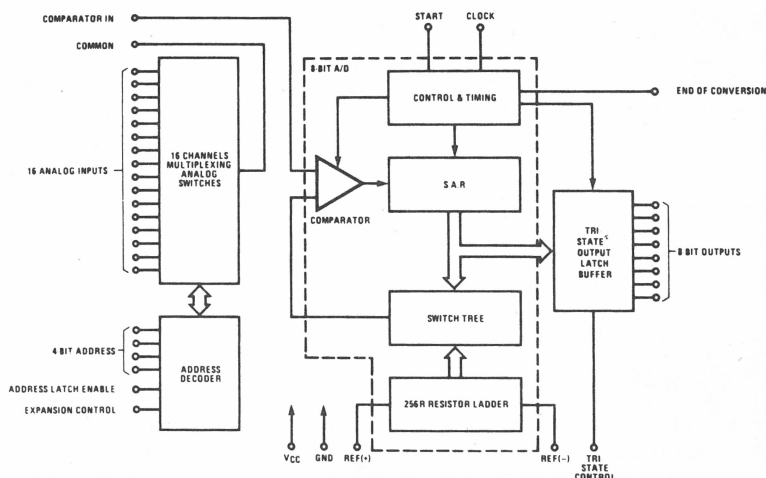 COMPARATOR IN
START
CLOCK
COMMON
8-BIT A/D
CONTROL & TIMING
END OF CONVERSION
16 ANALOG INPUTS
16 CHANNELS
MULTIPLEXING
ANALOG
SWITCHES
COMPARATOR
S.A.R
TRI
STATE
OUTPUT
LATCH
BUFFER
8 BIT OUTPUTS
SWITCH TREE
4 BIT ADDRESS
ADDRESS
DECODER
ADDRESS LATCH ENABLE
EXPANSION CONTROL
256R RESISTOR LADDER
VCC
GND
REF(+)
REF(−)
TRI
STATE
CONTROL